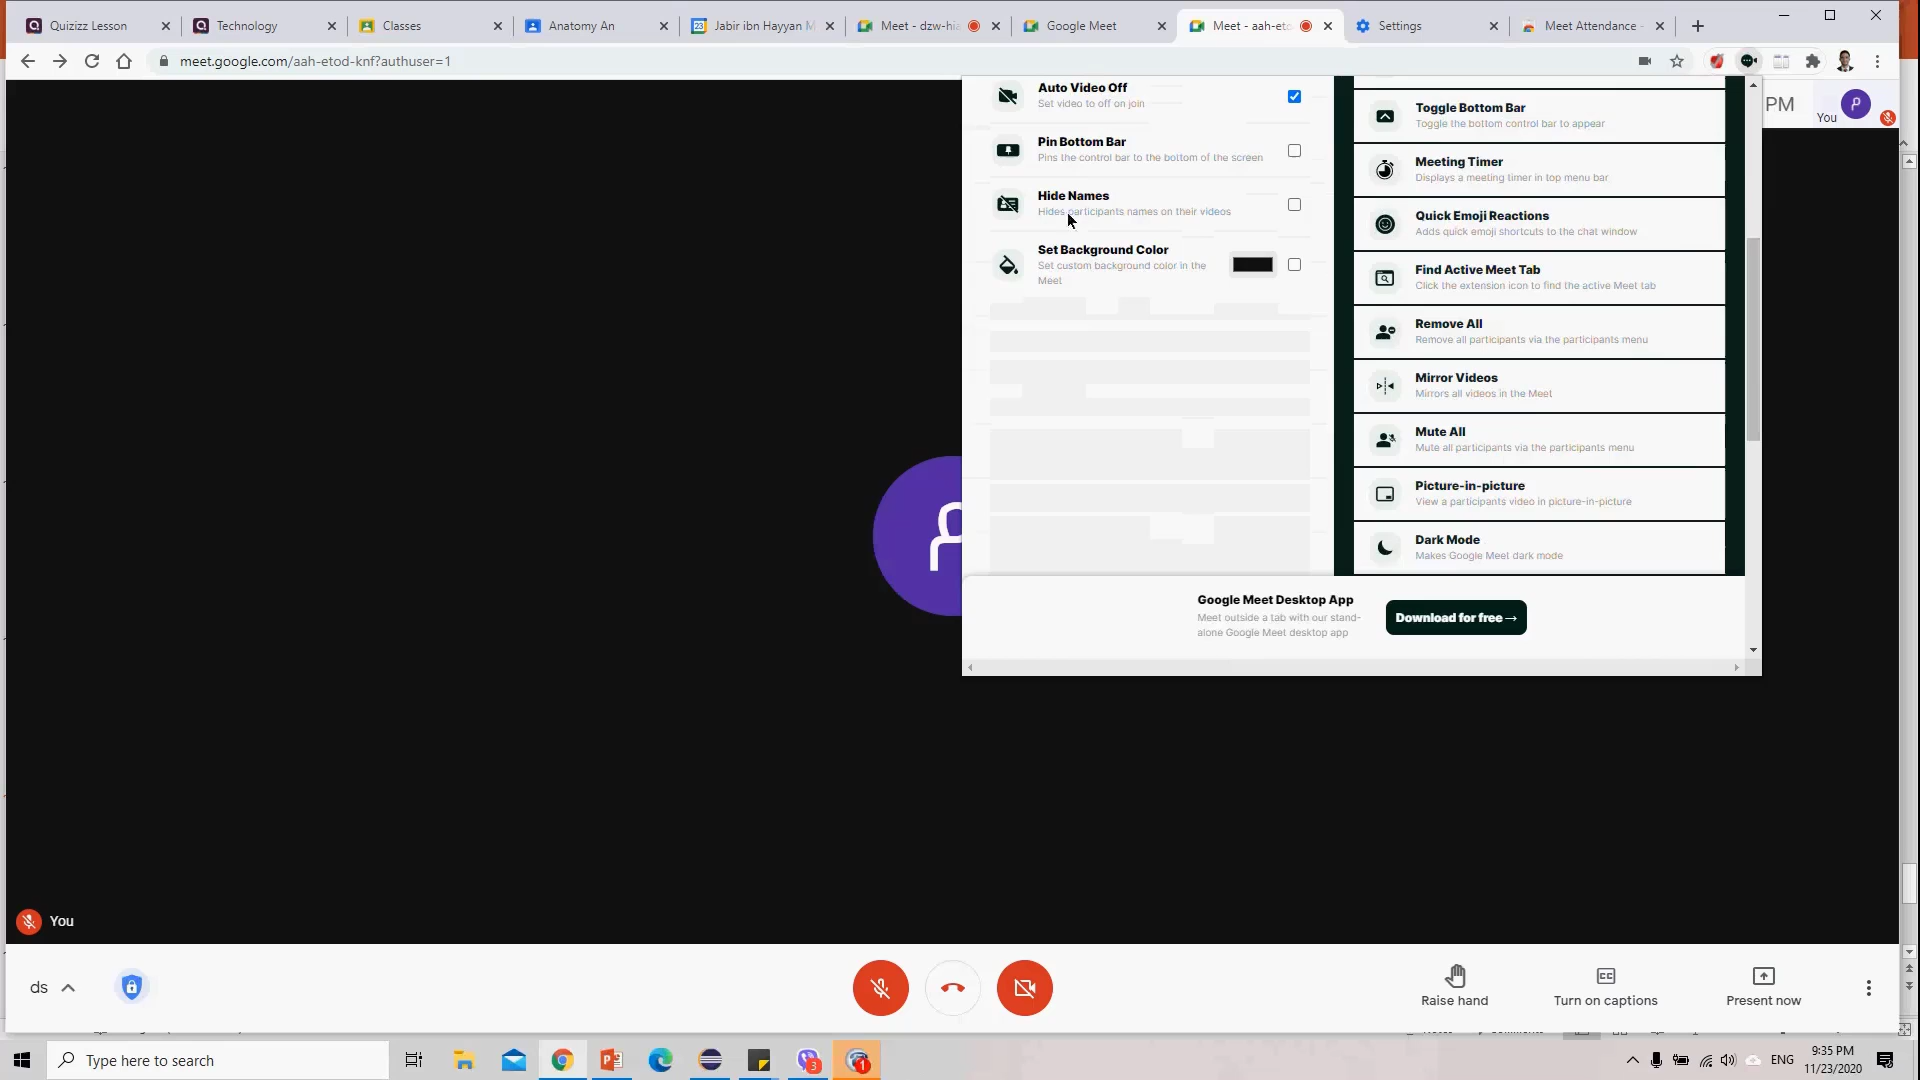 Quizizz Lesson
Technology
Classes
Anatomy An
Jabir ibn Hayyan M
Meet - dzw-hia
Google Meet
Meet - aah-eto
Settings
Meet Attendance -
meet.google.com/aah-etod-knf?authuser=1
PM
You
Auto Video Off
Set video to off on join
Pin Bottom Bar
Pins the control bar to the bottom of the screen
Hide Names
Hides participants names on their videos
Set Background Color
Set custom background color in the
Meet
Toggle Bottom Bar
Toggle the bottom control bar to appear
Meeting Timer
Displays a meeting timer in top menu bar
Quick Emoji Reactions
Adds quick emoji shortcuts to the chat window
Find Active Meet Tab
Click the extension icon to find the active Meet tab
Remove All
Remove all participants via the participants menu
Mirror Videos
Mirrors all videos in the Meet
Mute All
Mute all participants via the participants menu
Picture-in-picture
View a participants video in picture-in-picture
Dark Mode
Makes Google Meet dark mode
Google Meet Desktop App
Meet outside a tab with our stand-
alone Google Meet desktop app
Download for free →
You
ds
Raise hand
Turn on captions
Present now
Type here to search
3
1
ENG
9:35 PM
11/23/2020